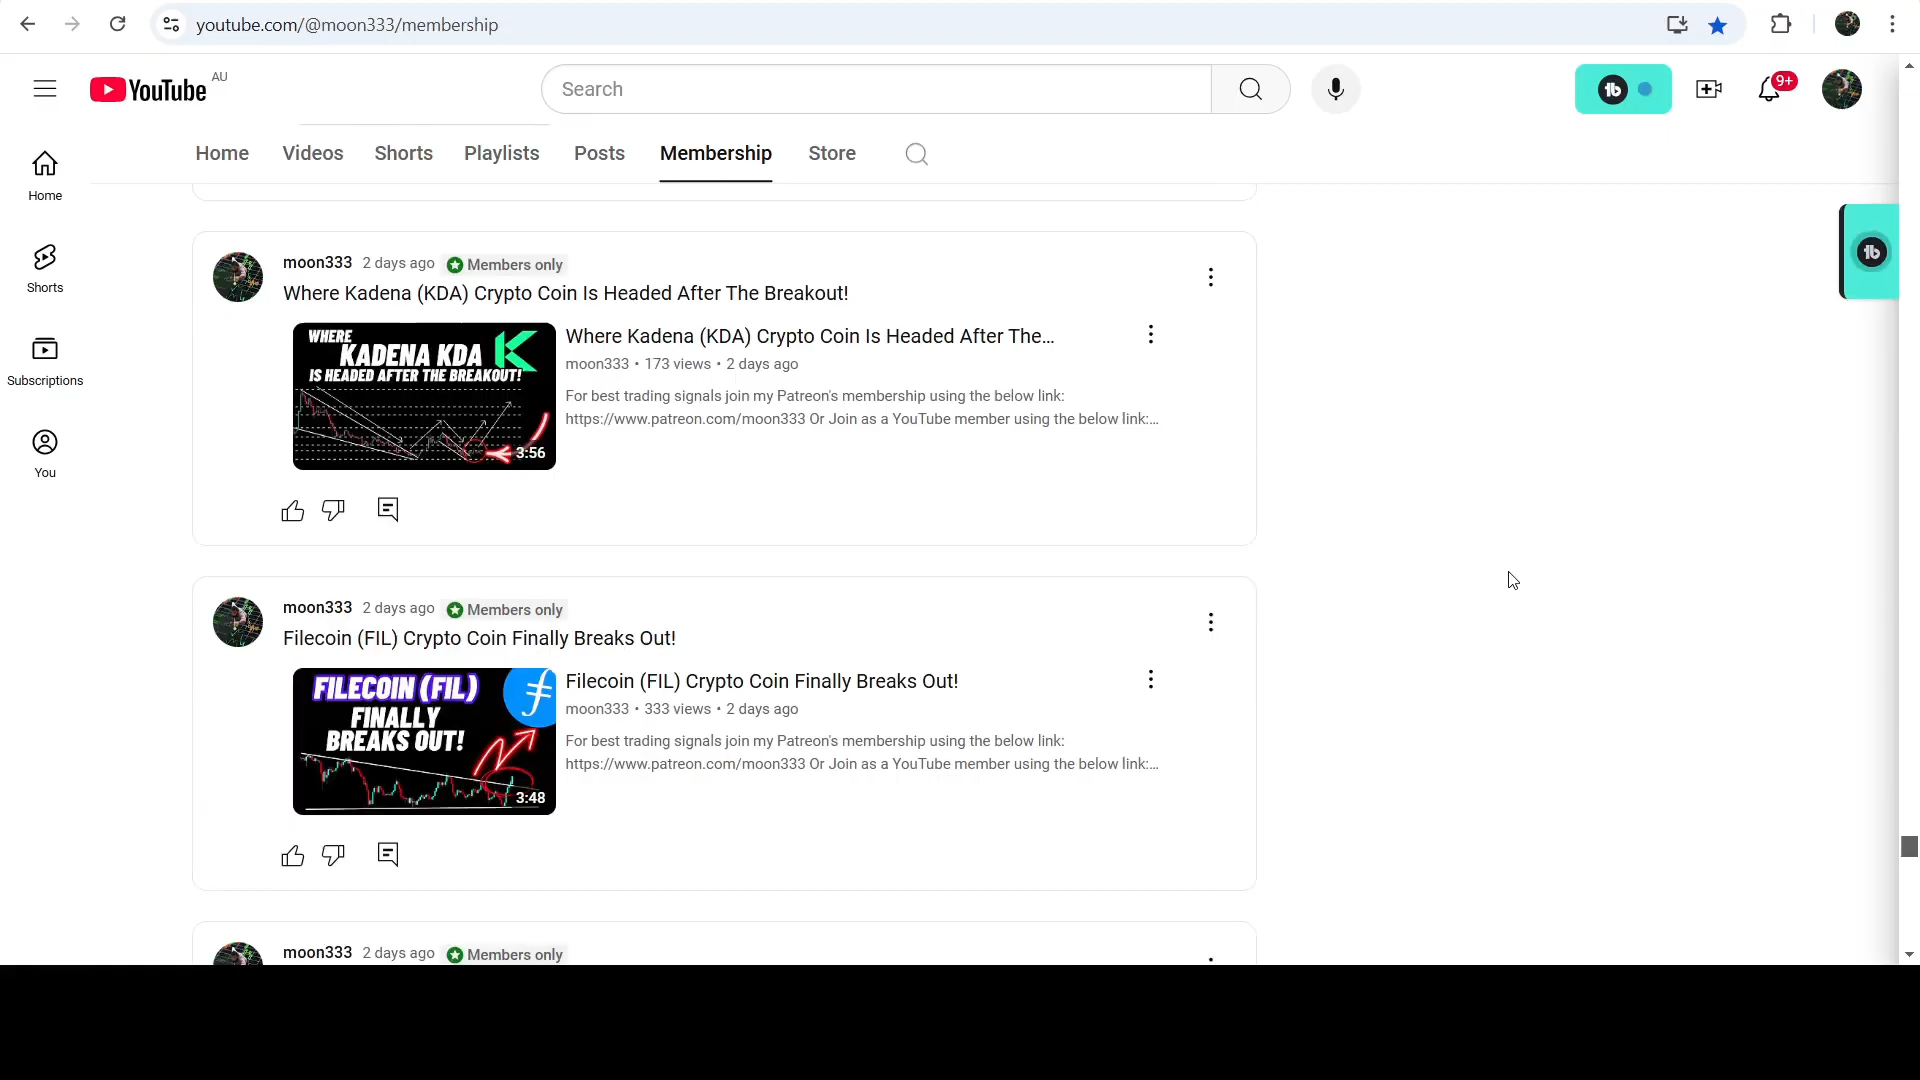 youtube.com/@moon333/membership
YouTube AU
Search
9+
Home
Videos
Shorts
Playlists
Posts
Membership
Store
Home
Shorts
Subscriptions
You
moon333 2 days ago Members only
Where Kadena (KDA) Crypto Coin Is Headed After The Breakout!
WHERE
KADENA KDA
IS HEADED AFTER THE BREAKOUT!
3:56
Where Kadena (KDA) Crypto Coin Is Headed After The...
moon333 • 173 views • 2 days ago
For best trading signals join my Patreon's membership using the below link:
https://www.patreon.com/moon333 Or Join as a YouTube member using the below link:...
moon333 2 days ago Members only
Filecoin (FIL) Crypto Coin Finally Breaks Out!
FILECOIN (FIL)
FINALLY
BREAKS OUT!
3:48
Filecoin (FIL) Crypto Coin Finally Breaks Out!
moon333 • 333 views • 2 days ago
For best trading signals join my Patreon's membership using the below link:
https://www.patreon.com/moon333 Or Join as a YouTube member using the below link:...
moon333 2 days ago Members only